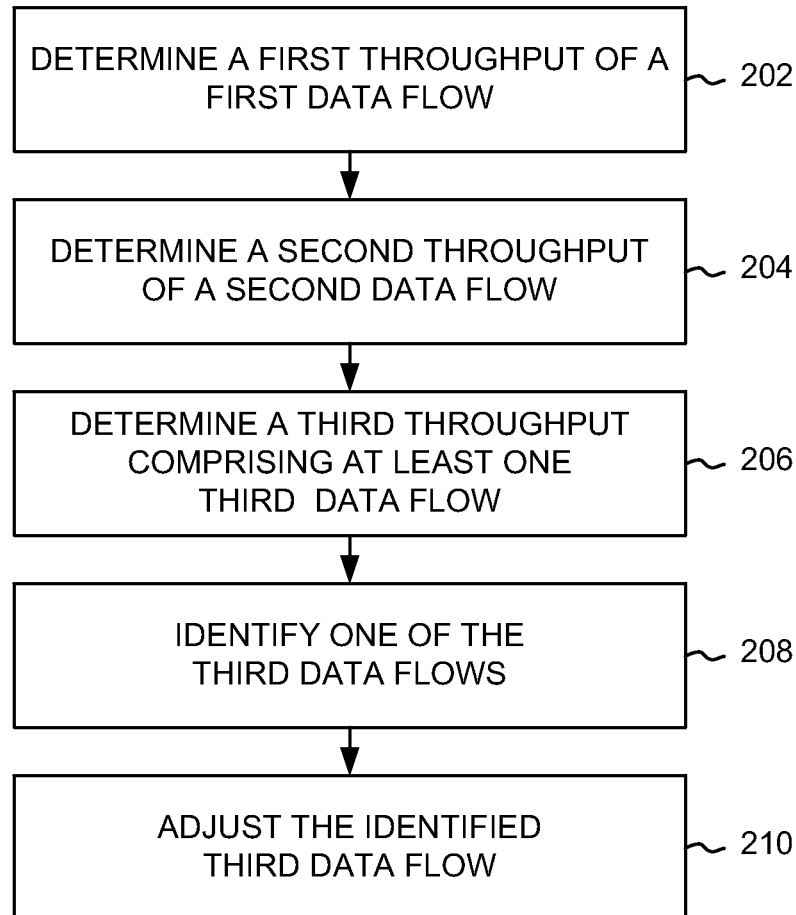 DETERMINE A FIRST THROUGHPUT OF A
FIRST DATA FLOW
202
DETERMINE A SECOND THROUGHPUT
OF A SECOND DATA FLOW
204
DETERMINE A THIRD THROUGHPUT
COMPRISING AT LEAST ONE
THIRD DATA FLOW
206
IDENTIFY ONE OF THE
THIRD DATA FLOWS
208
ADJUST THE IDENTIFIED
THIRD DATA FLOW
210